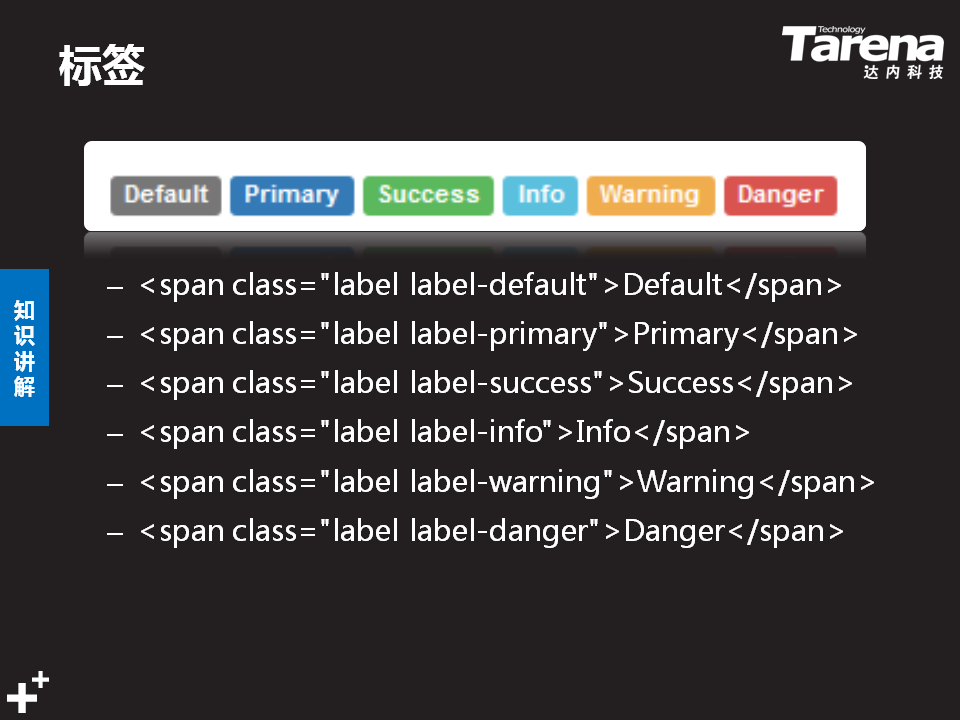 标签
Technology
Tarena
达内科技
Default Primary Success Info Warning Danger
知识讲解
– <span class="label label-default">Default</span>
– <span class="label label-primary">Primary</span>
– <span class="label label-success">Success</span>
– <span class="label label-info">Info</span>
– <span class="label label-warning">Warning</span>
– <span class="label label-danger">Danger</span>